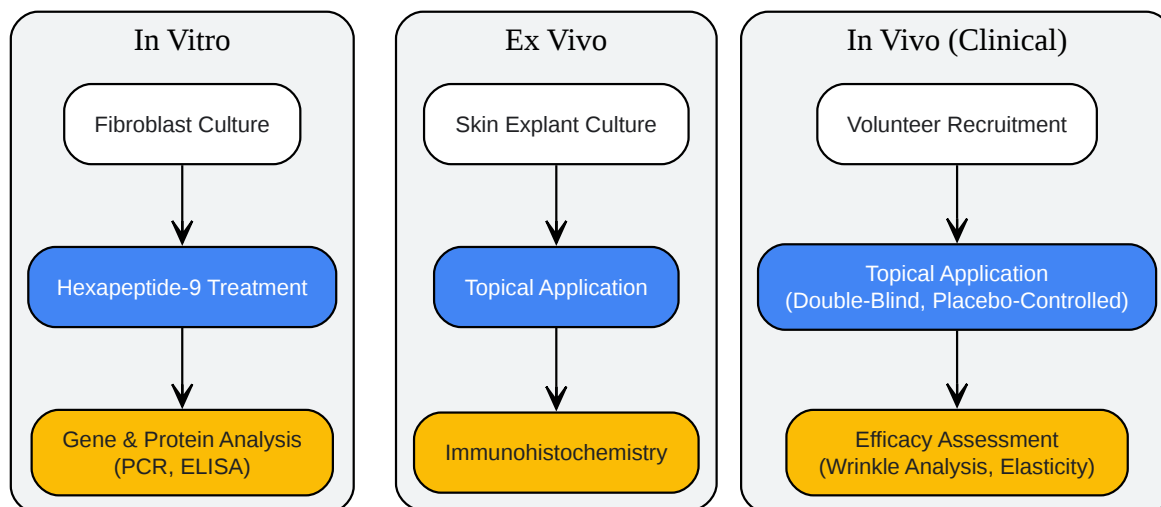 In Vitro
Fibroblast Culture
Hexapeptide-9 Treatment
Gene & Protein Analysis
(PCR, ELISA)
Ex Vivo
Skin Explant Culture
Topical Application
Immunohistochemistry
In Vivo (Clinical)
Volunteer Recruitment
Topical Application
(Double-Blind, Placebo-Controlled)
Efficacy Assessment
(Wrinkle Analysis, Elasticity)